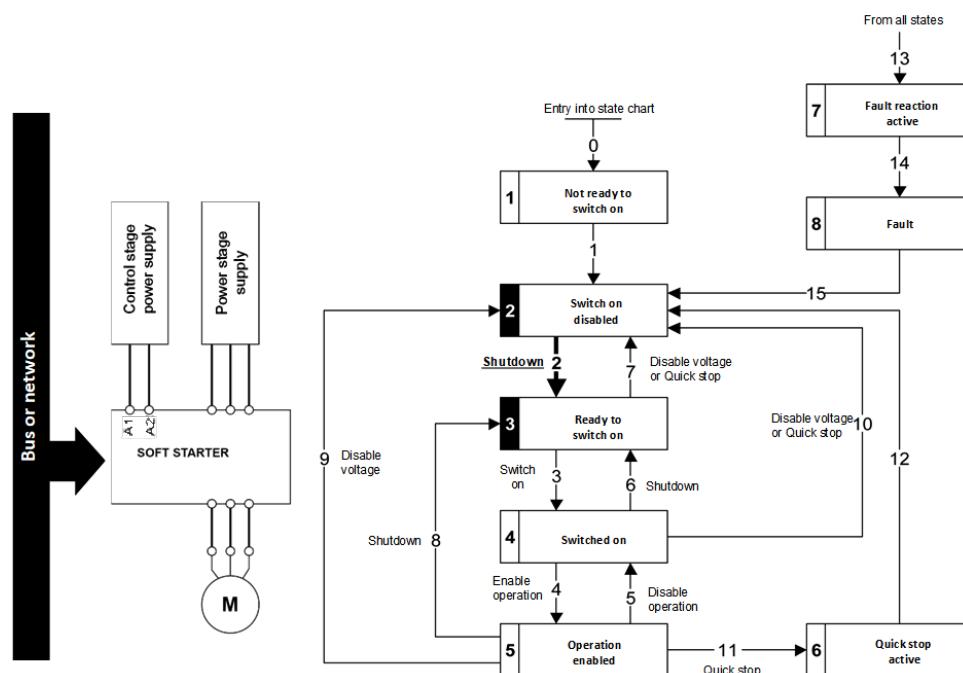 From all states
13
7
Fault reaction
active
14
8
Fault
15
Entry into state chart
0
1
Not ready to
switch on
1
2
Switch on
disabled
Shutdown
2
7
Disable voltage
or Quick stop
3
Ready to
switch on
Switch
on
3
6
Shutdown
4
Switched on
Disable voltage
or Quick stop
10
12
9
Disable
voltage
Shutdown
8
Enable
operation
4
5
Disable
operation
5
Operation
enabled
11
Quick stop
6
Quick stop
active
Bus or network
Control stage
power supply
Power stage
supply
A1
A2
SOFT STARTER
M